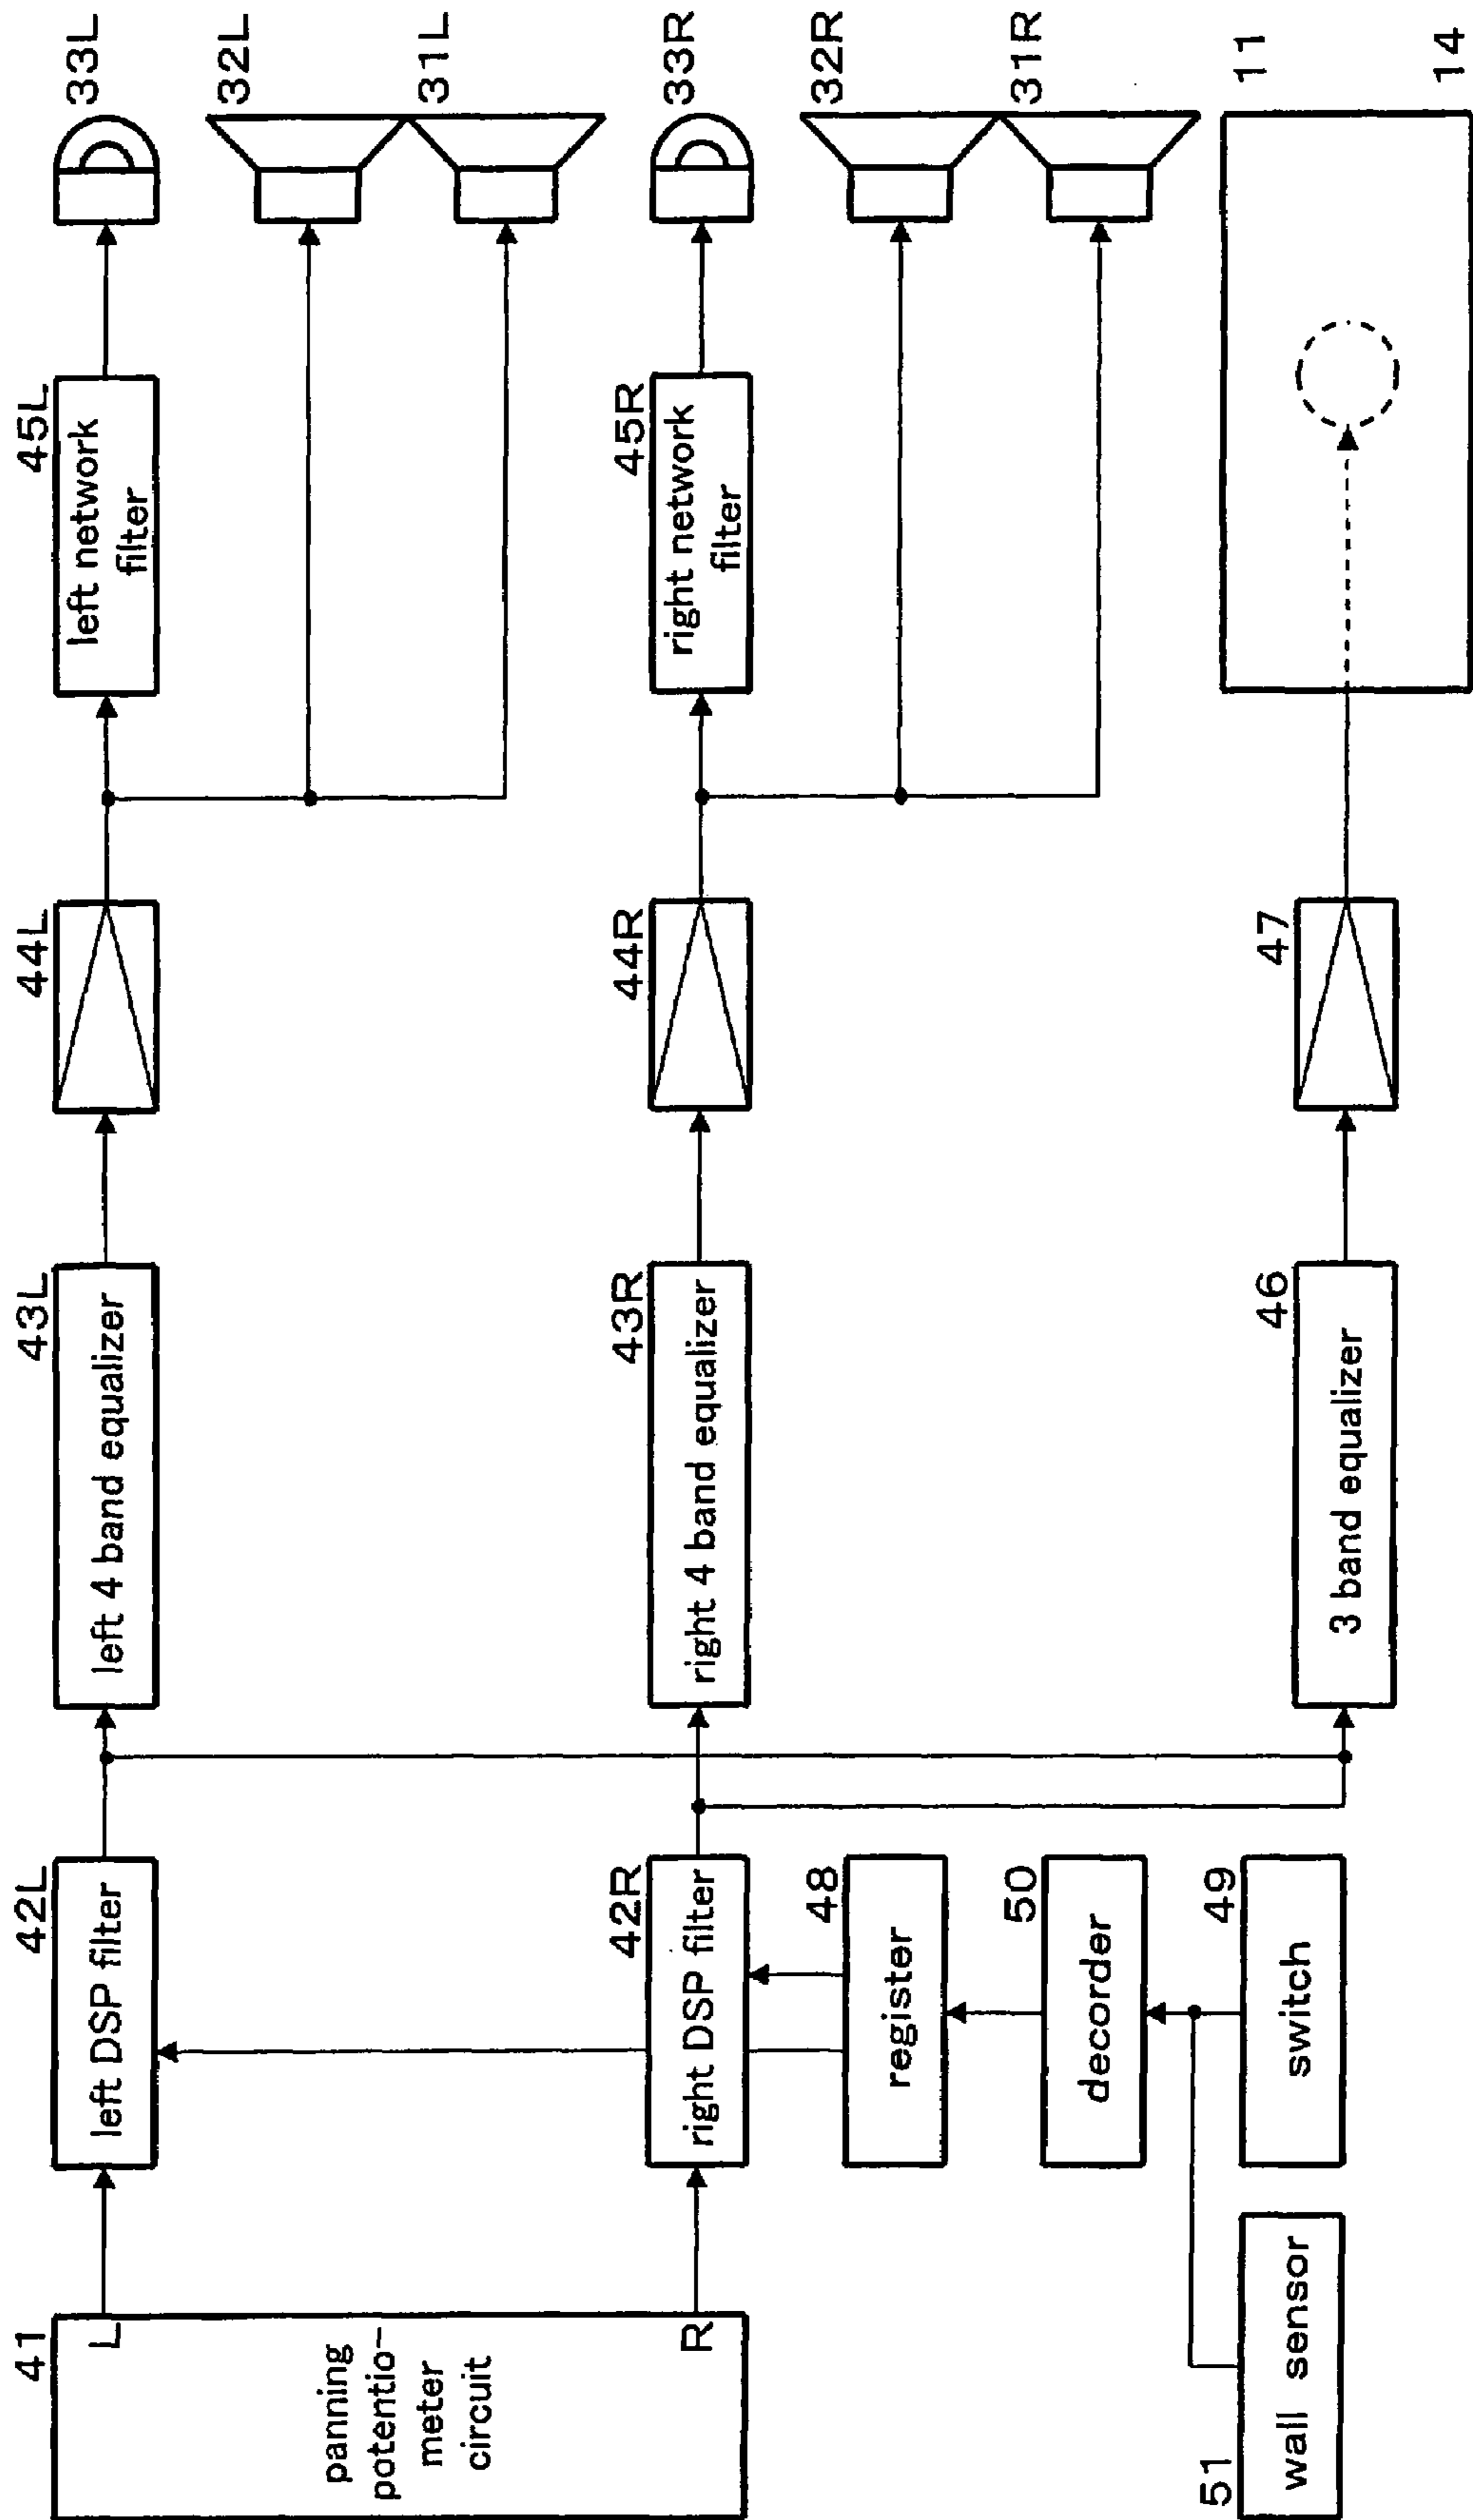 41
L
panning
potentio-
meter
circuit
R
42L
left DSP filter
43L
left 4 band equalizer
44L
45L
left network
filter
33L
32L
31L
42R
right DSP filter
43R
right 4 band equalizer
44R
45R
right network
filter
33R
32R
31R
48
register
50
decorder
49
switch
51
wall sensor
46
3 band equalizer
47
11
14